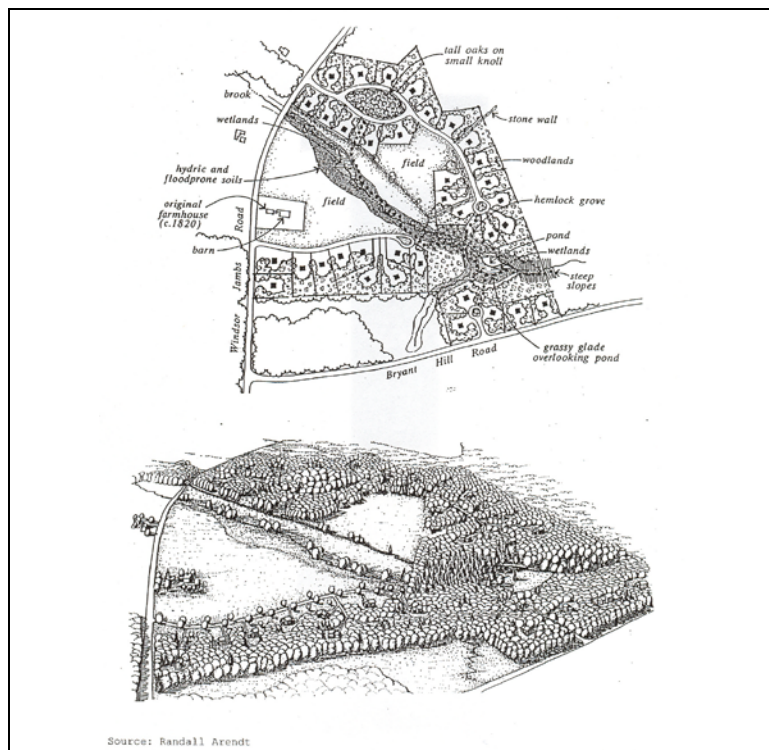 tall oaks on
small knoll
brook
wetlands
stone wall
hydric and
floodprone soils
field
woodlands
field
hemlock grove
original
farmhouse
(c.1820)
barn
pond
wetlands
steep
slopes
Windsor Jambs Road
grassy glade
overlooking pond
Bryant Hill Road
Source: Randall Arendt